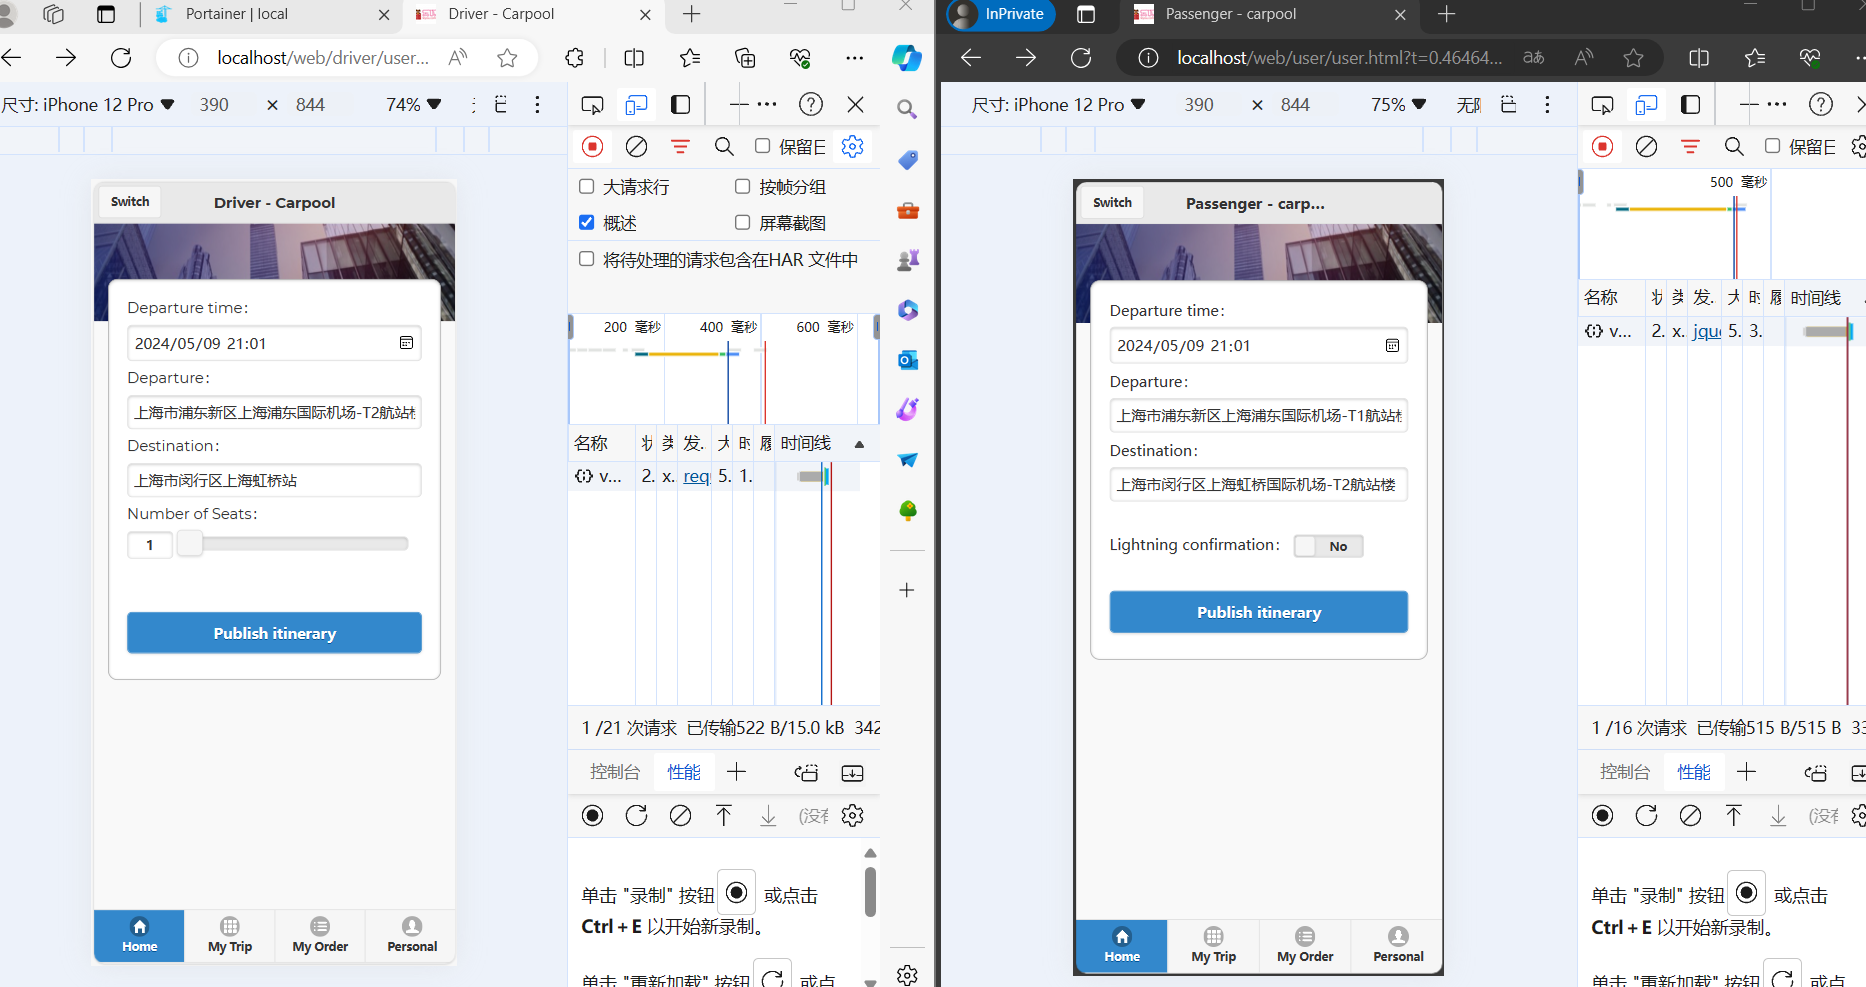 Portainer | local
Driver - Carpool
localhost/web/driver/user...
尺寸: iPhone 12 Pro
390
×
844
74%
保留日
大请求行
按帧分组
概述
屏幕截图
将待处理的请求包含在HAR 文件中
200 毫秒
400 毫秒
600 毫秒
名称
发.
时间线
v...
2.
x.
req
5.
1.
1 /21 次请求 已传输522 B/15.0 kB 342
控制台
性能
(没有
单击 "录制" 按钮 或点击
Ctrl + E 以开始新录制。
单击 "重新加载" 按钮 或点
Switch
Driver - Carpool
Departure time:
2024/05/09 21:01
Departure:
上海市浦东新区上海浦东国际机场-T2航站楼
Destination:
上海市闵行区上海虹桥站
Number of Seats:
1
Publish itinerary
Home
My Trip
My Order
Personal
InPrivate
Passenger - carpool
localhost/web/user/user.html?t=0.46464...
尺寸: iPhone 12 Pro
390
×
844
75%
无限
保留日
500 毫秒
名称
发.
时间线
v...
2.
x.
jque
5.
3.
1 /16 次请求 已传输515 B/515 B 33
控制台
性能
(没有
单击 "录制" 按钮 或点击
Ctrl + E 以开始新录制。
单击 "重新加载" 按钮 或点
Switch
Passenger - carp...
Departure time:
2024/05/09 21:01
Departure:
上海市浦东新区上海浦东国际机场-T1航站楼
Destination:
上海市闵行区上海虹桥国际机场-T2航站楼
Lightning confirmation:
No
Publish itinerary
Home
My Trip
My Order
Personal